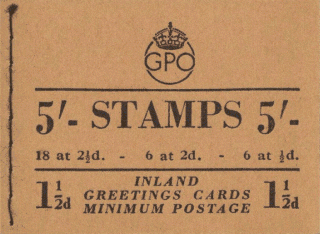 GPO
5/- STAMPS 5/-
18 at 2½d. - 6 at 2d. - 6 at ½d.
1½d INLAND 1½d
GREETINGS CARDS
MINIMUM POSTAGE